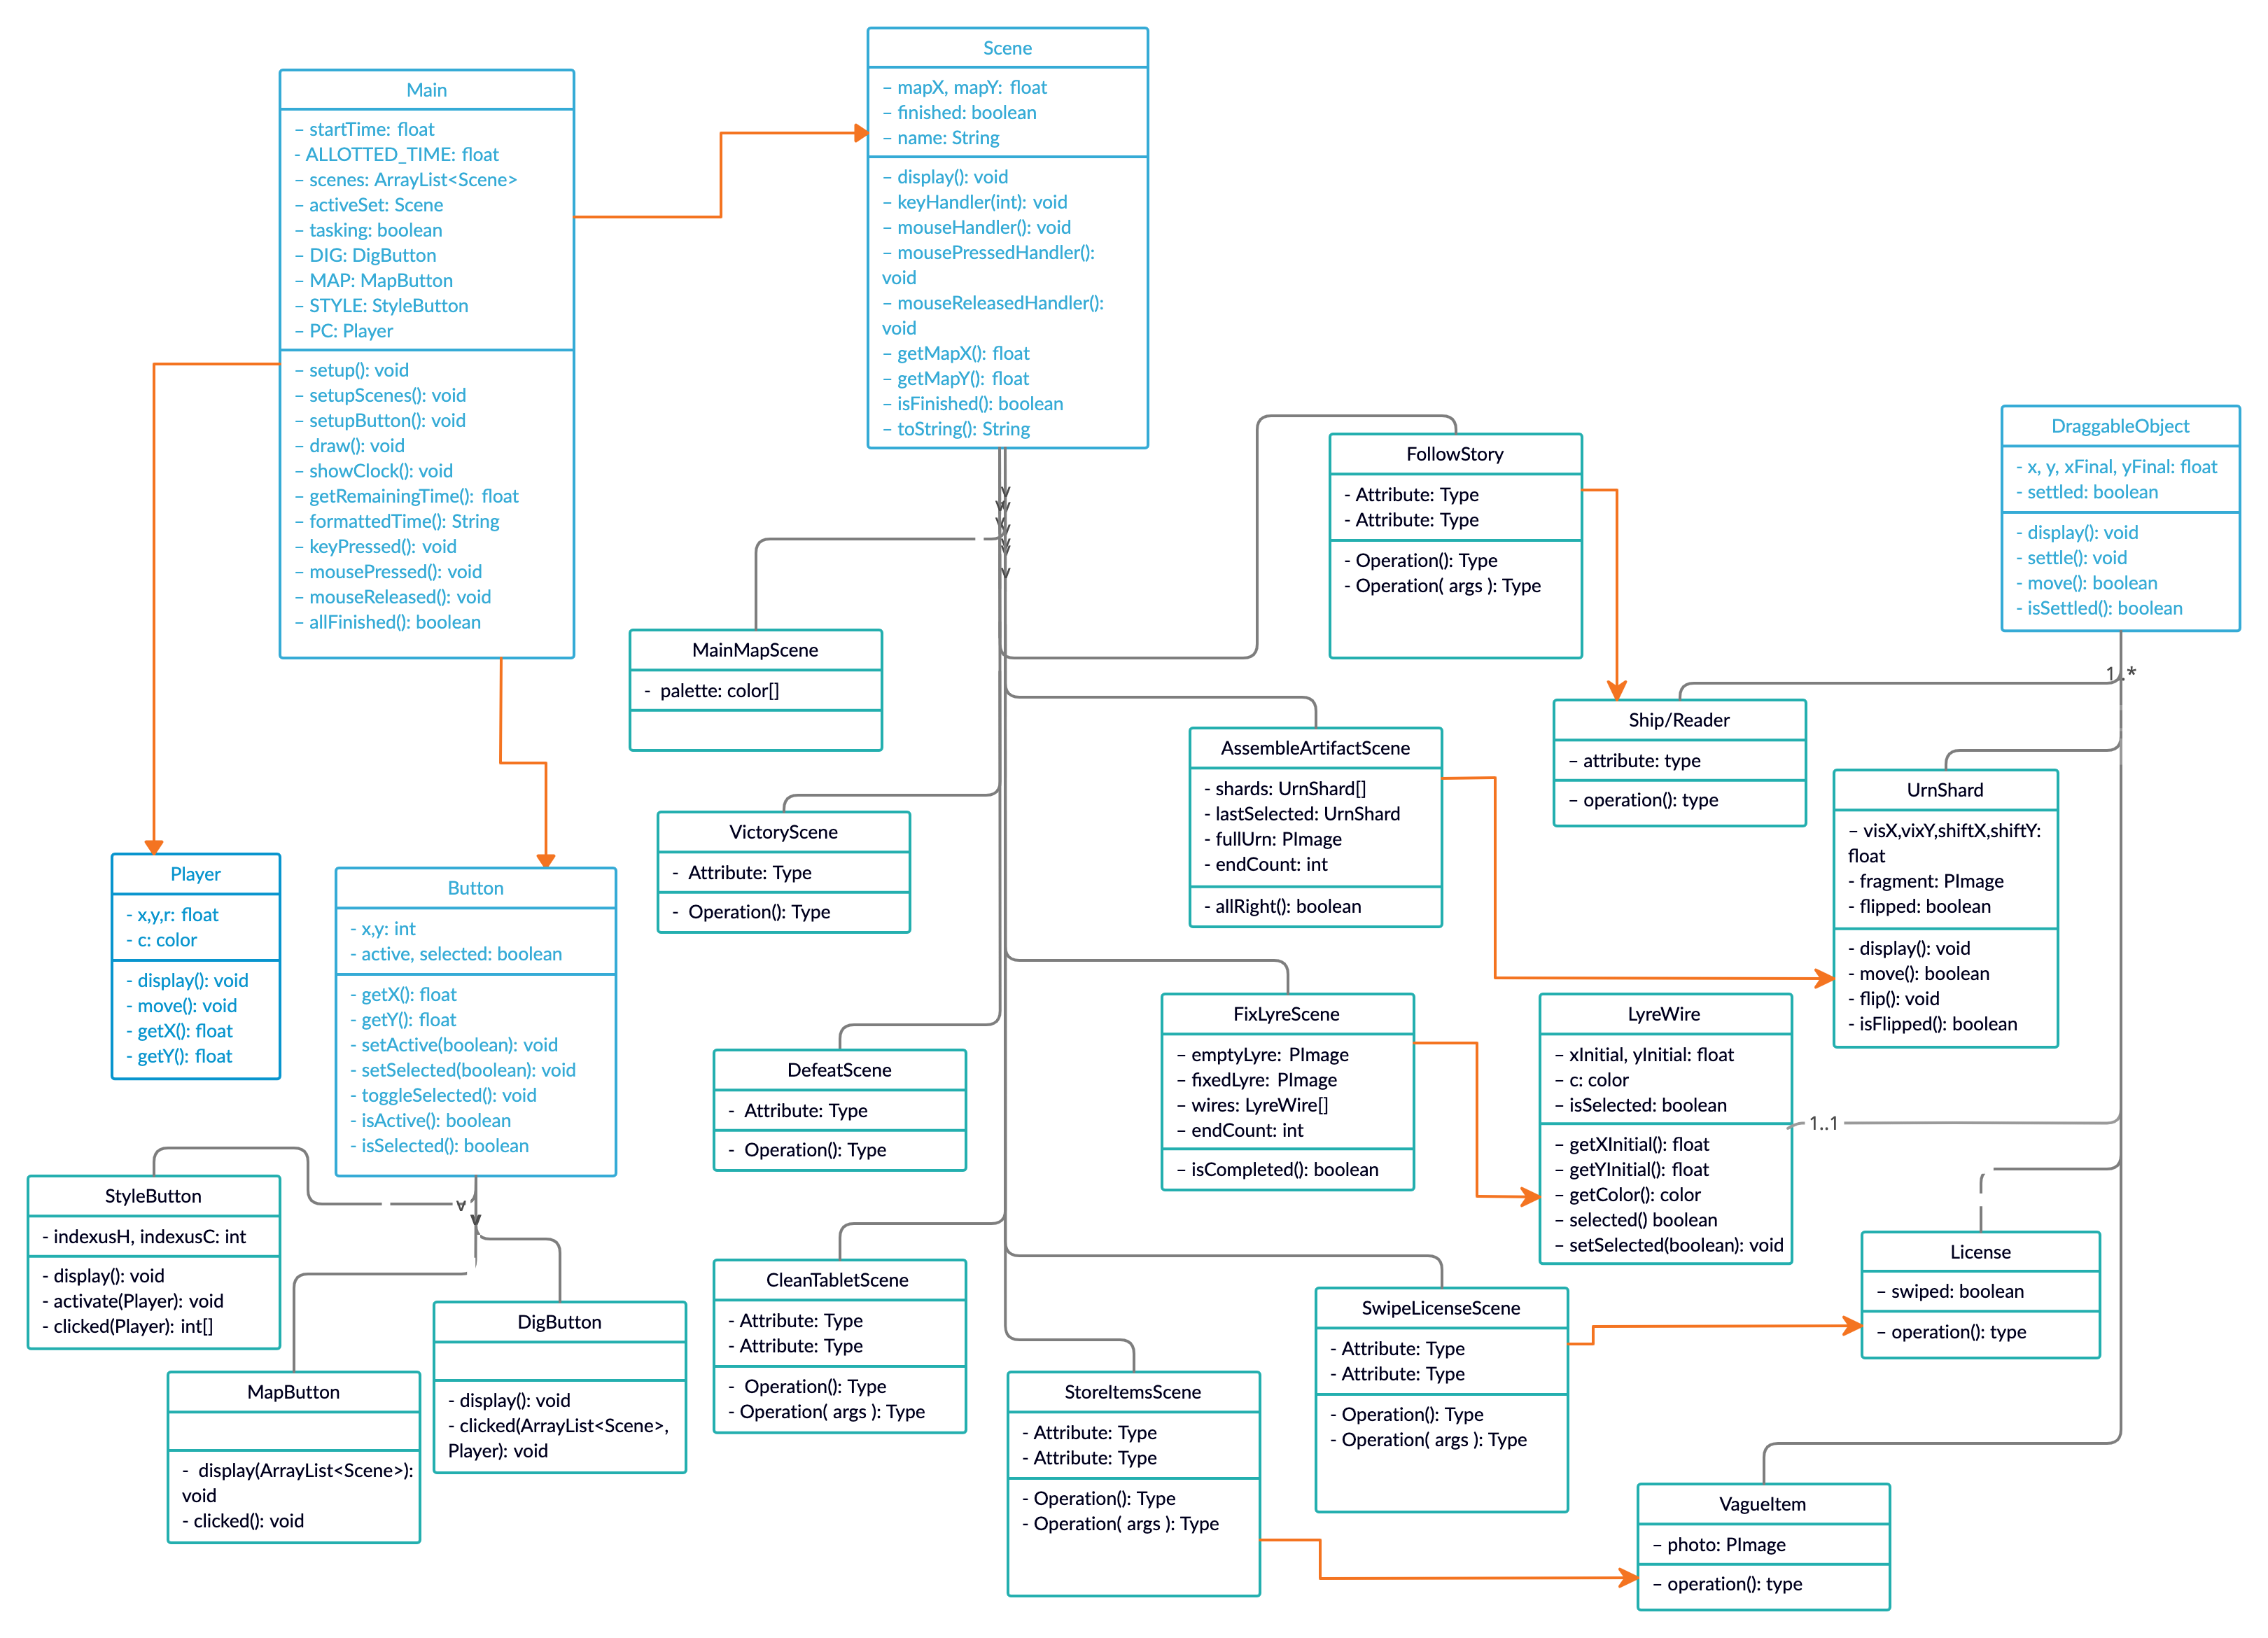 Scene
– mapX, mapY: float
– finished: boolean
– name: String
– display(): void
– keyHandler(int): void
– mouseHandler(): void
– mousePressedHandler():
void
– mouseReleasedHandler():
void
– getMapX(): float
– getMapY(): float
– isFinished(): boolean
– toString(): String
Main
– startTime: float
- ALLOTTED_TIME: float
– scenes: ArrayList<Scene>
– activeSet: Scene
– tasking: boolean
– DIG: DigButton
– MAP: MapButton
– STYLE: StyleButton
– PC: Player
– setup(): void
– setupScenes(): void
– setupButton(): void
– draw(): void
– showClock(): void
– getRemainingTime(): float
– formattedTime(): String
– keyPressed(): void
– mousePressed(): void
– mouseReleased(): void
– allFinished(): boolean
FollowStory
- Attribute: Type
- Attribute: Type
- Operation(): Type
- Operation( args ): Type
DraggableObject
- x, y, xFinal, yFinal: float
- settled: boolean
- display(): void
- settle(): void
- move(): boolean
- isSettled(): boolean
1..*
MainMapScene
- palette: color[]
Ship/Reader
– attribute: type
– operation(): type
AssembleArtifactScene
- shards: UrnShard[]
- lastSelected: UrnShard
- fullUrn: PImage
- endCount: int
- allRight(): boolean
UrnShard
– visX,vixY,shiftX,shiftY:
float
- fragment: PImage
- flipped: boolean
- display(): void
- move(): boolean
- flip(): void
- isFlipped(): boolean
VictoryScene
- Attribute: Type
- Operation(): Type
Player
- x,y,r: float
- c: color
- display(): void
- move(): void
- getX(): float
- getY(): float
Button
- x,y: int
- active, selected: boolean
- getX(): float
- getY(): float
- setActive(boolean): void
- setSelected(boolean): void
- toggleSelected(): void
- isActive(): boolean
- isSelected(): boolean
FixLyreScene
– emptyLyre: PImage
– fixedLyre: PImage
– wires: LyreWire[]
– endCount: int
– isCompleted(): boolean
LyreWire
– xInitial, yInitial: float
– c: color
– isSelected: boolean
– getXInitial(): float
– getYInitial(): float
– getColor(): color
– selected() boolean
– setSelected(boolean): void
1..1
DefeatScene
- Attribute: Type
- Operation(): Type
StyleButton
- indexusH, indexusC: int
- display(): void
- activate(Player): void
- clicked(Player): int[]
License
– swiped: boolean
– operation(): type
CleanTabletScene
- Attribute: Type
- Attribute: Type
- Operation(): Type
- Operation( args ): Type
SwipeLicenseScene
- Attribute: Type
- Attribute: Type
- Operation(): Type
- Operation( args ): Type
DigButton
- display(): void
- clicked(ArrayList<Scene>,
Player): void
MapButton
- display(ArrayList<Scene>):
void
- clicked(): void
StoreItemsScene
- Attribute: Type
- Attribute: Type
- Operation(): Type
- Operation( args ): Type
VagueItem
– photo: PImage
– operation(): type